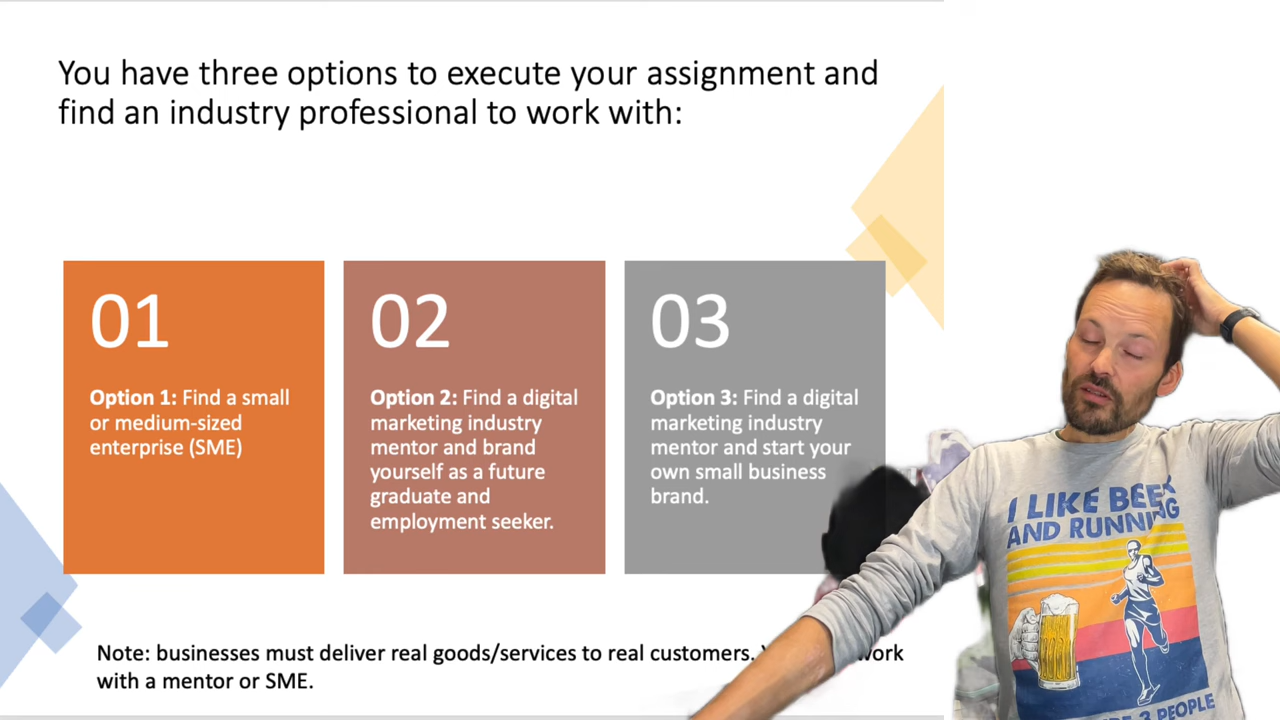 You have three options to execute your assignment and
find an industry professional to work with:
01
Option 1: Find a small
or medium-sized
enterprise (SME)
02
Option 2: Find a digital
marketing industry
mentor and brand
yourself as a future
graduate and
employment seeker.
03
Option 3: Find a digital
marketing industry
mentor and start your
own small business
brand.
Note: businesses must deliver real goods/services to real customers.
with a mentor or SME.
I LIKE BEER
AND RUNNING
3 PEOPLE